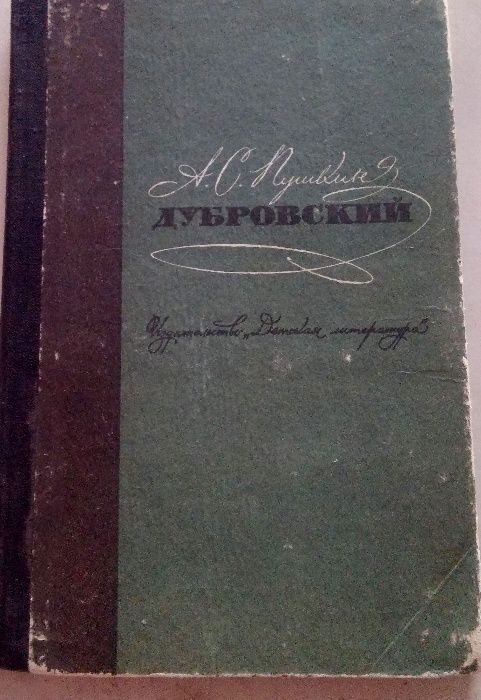 А. С. Пушкин
ДУБРОВСКИЙ
Издательство „Детская литература"